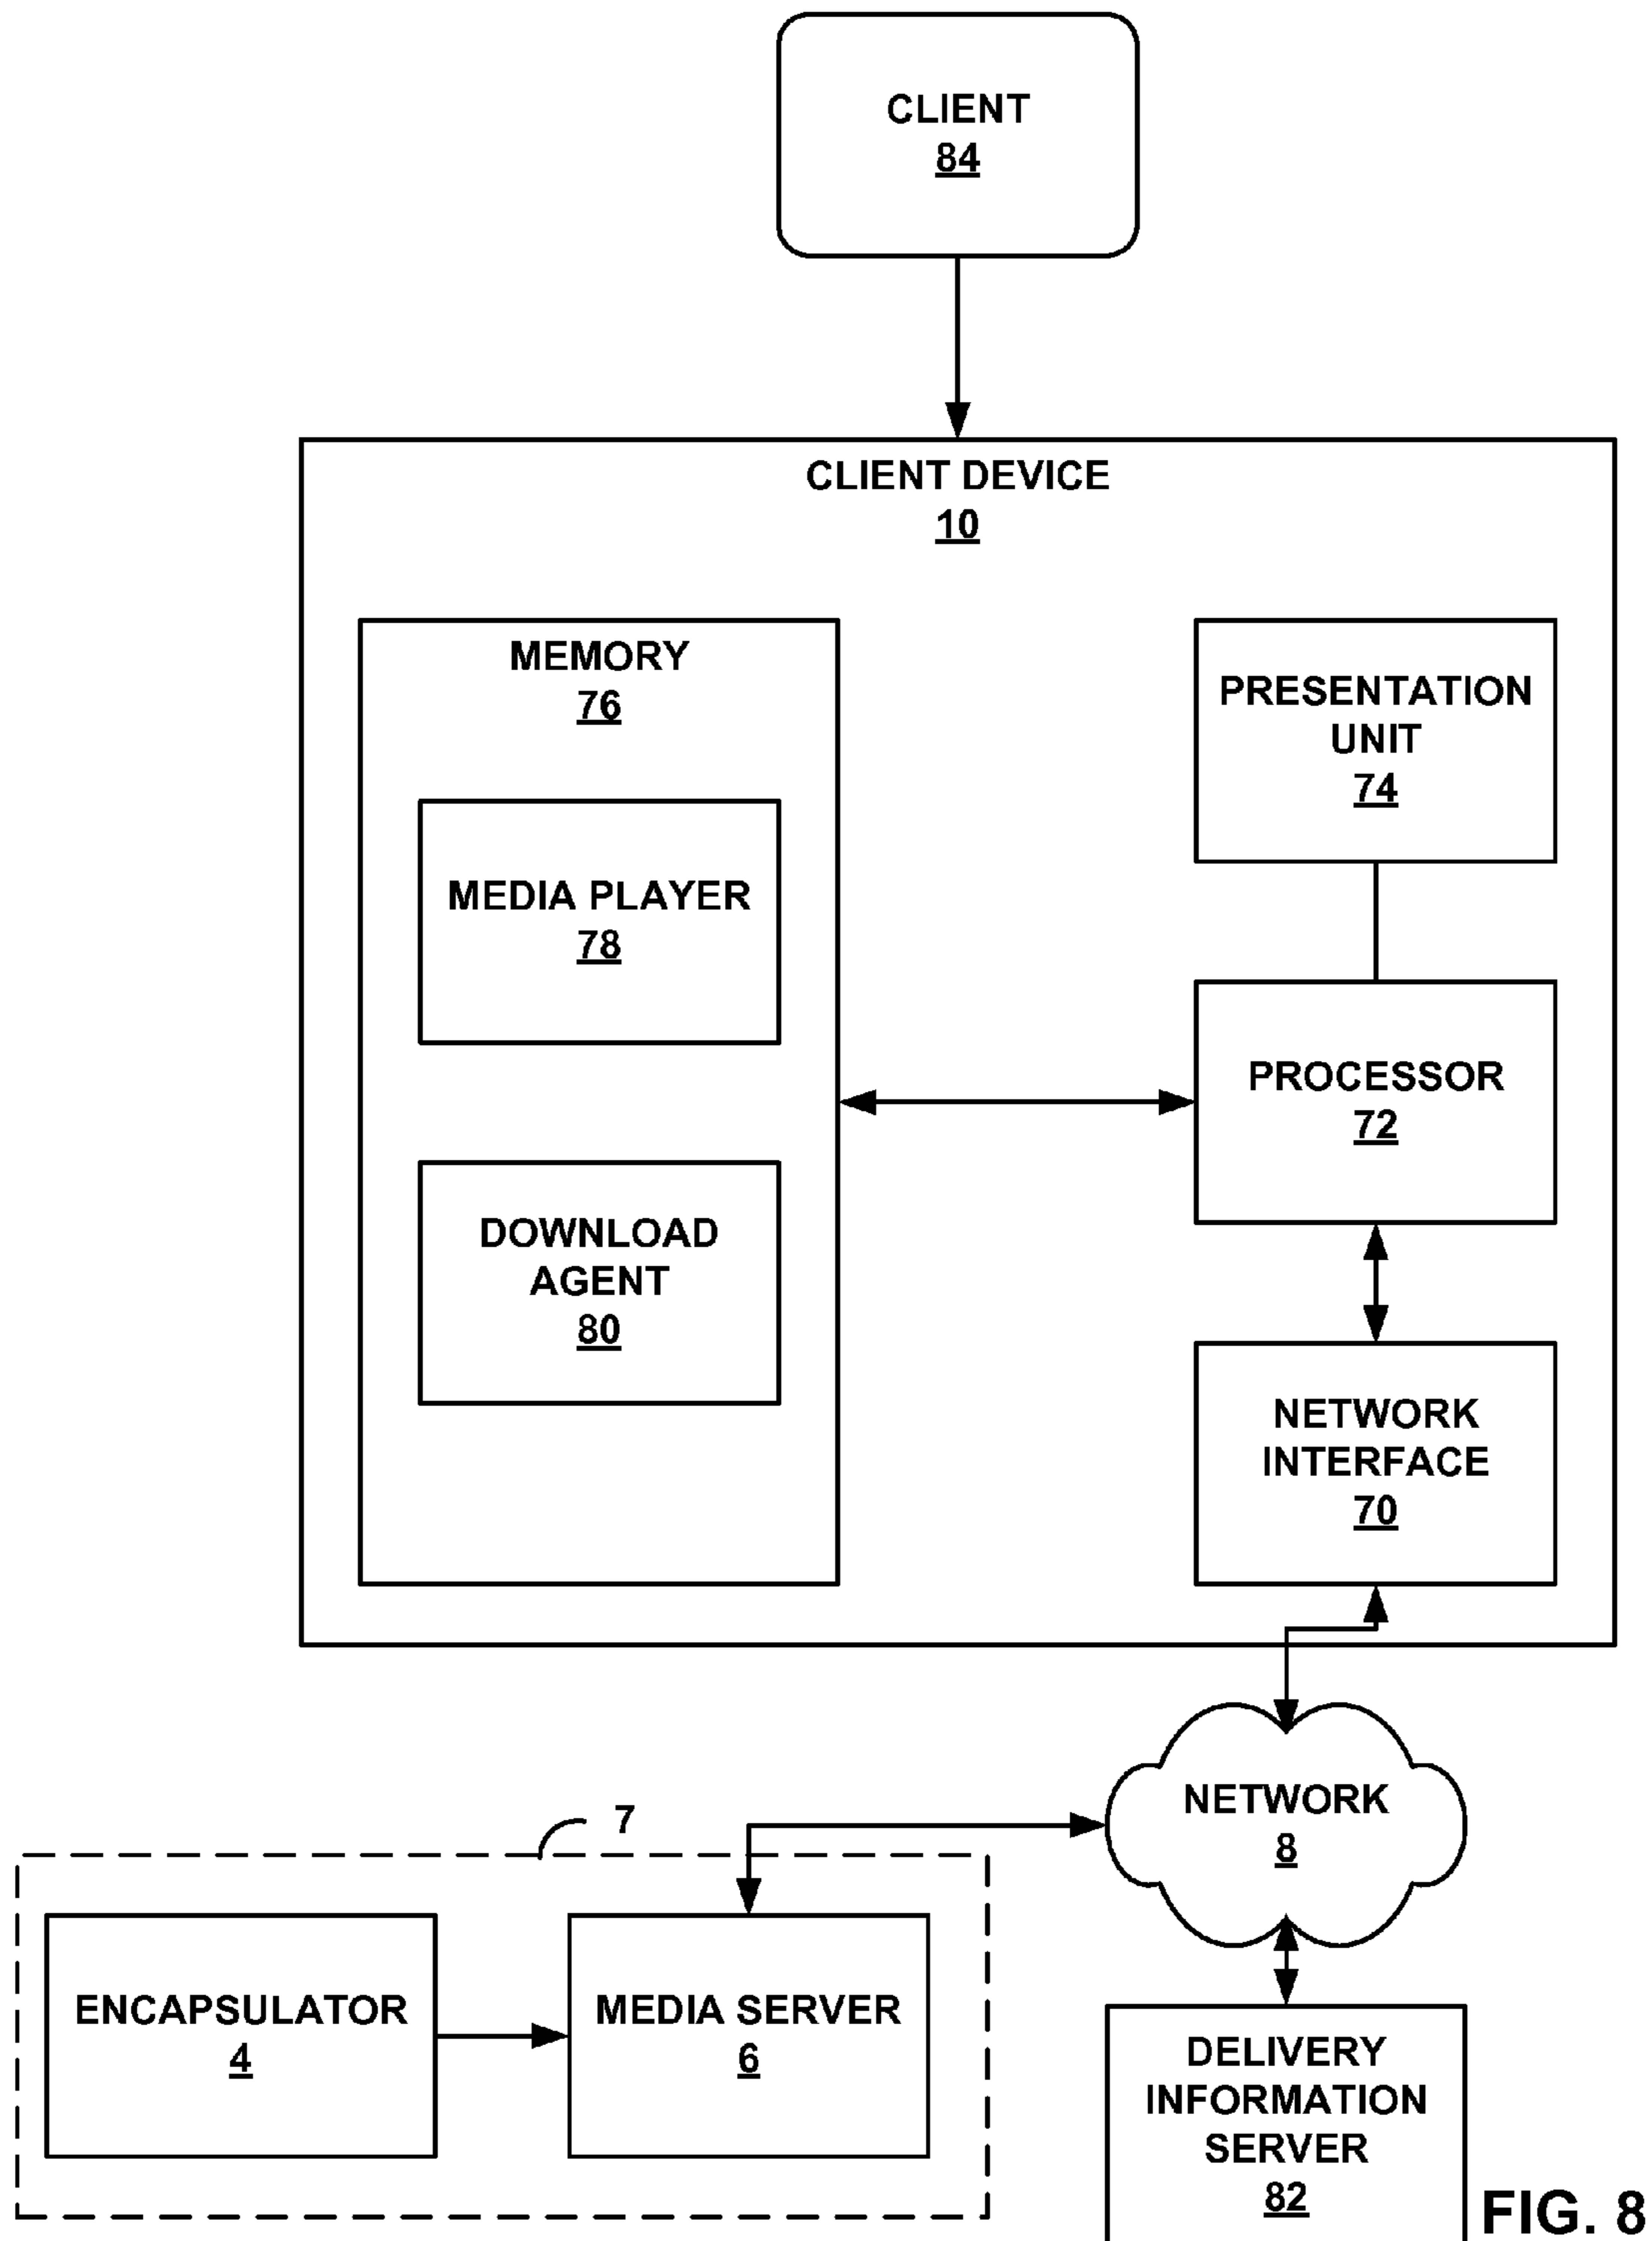 CLIENT
84
CLIENT DEVICE
10
MEMORY
76
PRESENTATION
UNIT
74
MEDIA PLAYER
78
PROCESSOR
72
DOWNLOAD
AGENT
80
NETWORK
INTERFACE
70
NETWORK
8
7
ENCAPSULATOR
4
MEDIA SERVER
6
DELIVERY
INFORMATION
SERVER
82
FIG. 8